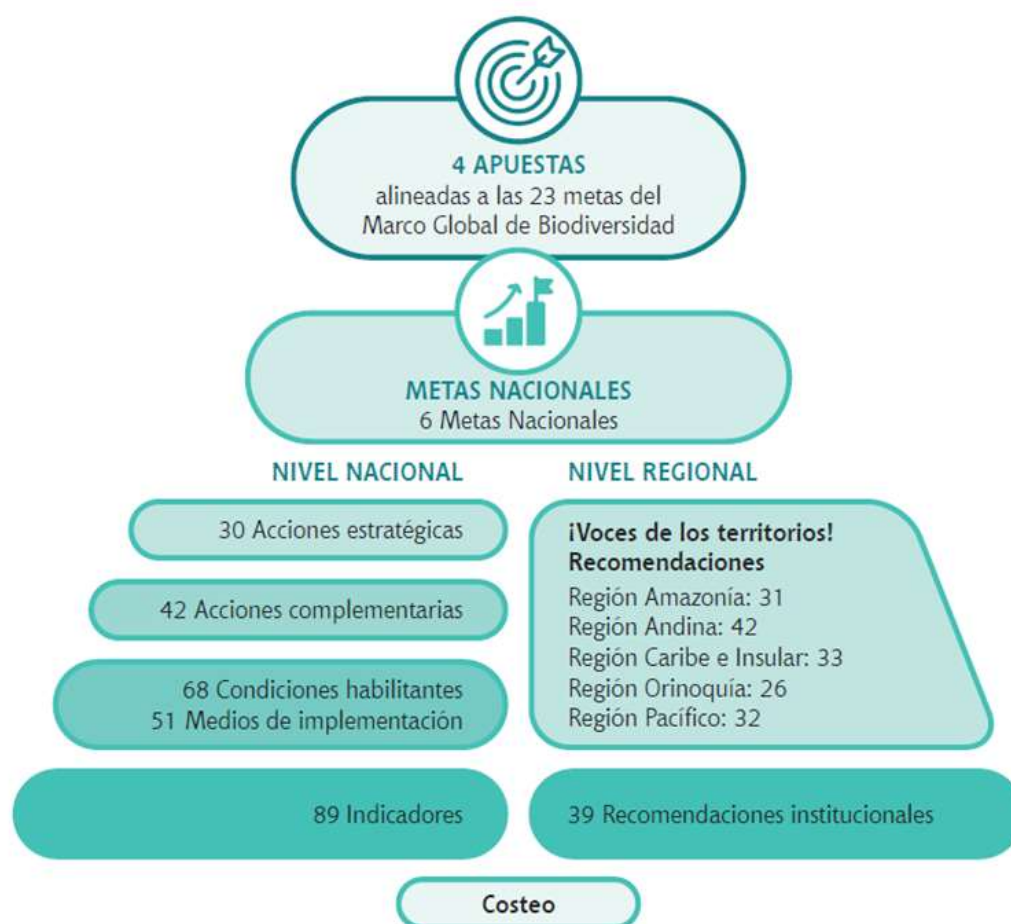 4 APUESTAS
alineadas a las 23 metas del
Marco Global de Biodiversidad
METAS NACIONALES
6 Metas Nacionales
NIVEL NACIONAL
30 Acciones estratégicas
42 Acciones complementarias
68 Condiciones habilitantes
51 Medios de implementación
89 Indicadores
NIVEL REGIONAL
¡Voces de los territorios!
Recomendaciones
Región Amazonía: 31
Región Andina: 42
Región Caribe e Insular: 33
Región Orinoquía: 26
Región Pacífico: 32
39 Recomendaciones institucionales
Costeo